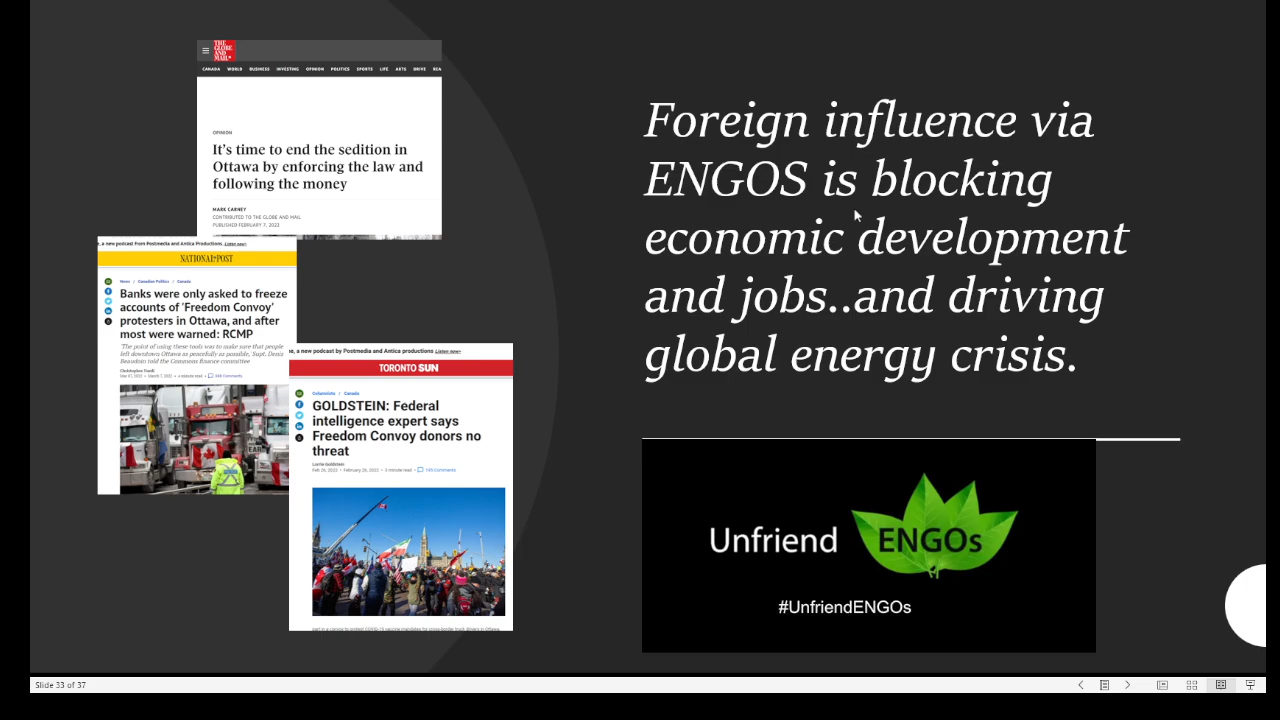 THE
GLOBE
AND
MAIL*
CANADA WORLD BUSINESS INVESTING OPINION POLITICS SPORTS LIFE ARTS DRIVE REA
OPINION
It's time to end the sedition in
Ottawa by enforcing the law and
following the money
MARK CARNEY
CONTRIBUTED TO THE GLOBE AND MAIL
PUBLISHED FEBRUARY 7, 2022
e, a new podcast From Postmedia and Antica Productions. Listen now>
NATIONAL POST
News / Canadian Politics / Canada
Banks were only asked to freeze
accounts of 'Freedom Convoy'
protesters in Ottawa, and after
most were warned: RCMP
'The point of using these tools was to make sure that people
left downtown Ottawa as peacefully as possible,' Supt. Denis
Beaudoin told the Commons finance committee
Christopher Nardi
March 7, 2022 • 4 minute read Comments
e, a new podcast by Postmedia and Antica productions Listen now>
TORONTO SUN
Columnists / Canada
GOLDSTEIN: Federal
intelligence expert says
Freedom Convoy donors no
threat
Lorrie Goldstein
Feb 26, 2022 • February 26, 2022 • 3 minute read Comments
part in a convoy to protest COVID-19 vaccine mandates for cross-border truck drivers in Ottawa,
Foreign influence via
ENGOS is blocking
economic development
and jobs..and driving
global energy crisis.
Unfriend ENGOs
#UnfriendENGOs
Slide 33 of 37